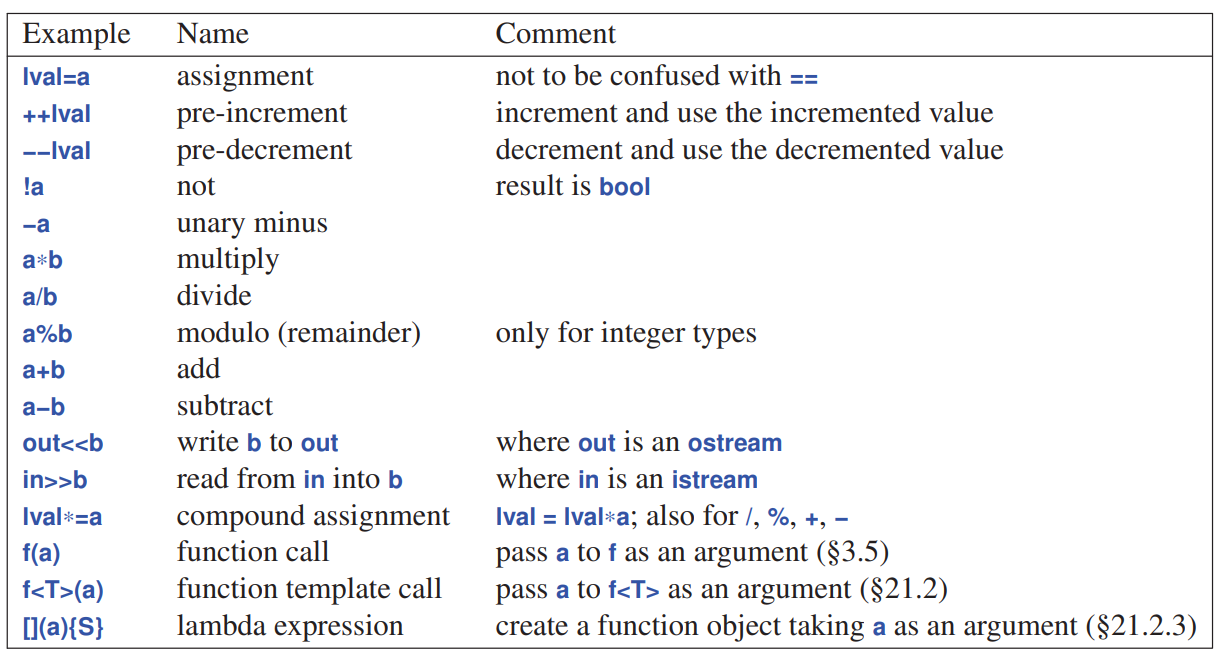 Example Name Comment
lval=a assignment not to be confused with ==
++lval pre-increment increment and use the incremented value
−−lval pre-decrement decrement and use the decremented value
!a not result is bool
−a unary minus
a*b multiply
a/b divide
a%b modulo (remainder) only for integer types
a+b add
a−b subtract
out<<b write b to out where out is an ostream
in>>b read from in into b where in is an istream
lval*=a compound assignment lval = lval*a; also for /, %, +, −
f(a) function call pass a to f as an argument (§3.5)
f<T>(a) function template call pass a to f<T> as an argument (§21.2)
[](a){S} lambda expression create a function object taking a as an argument (§21.2.3)